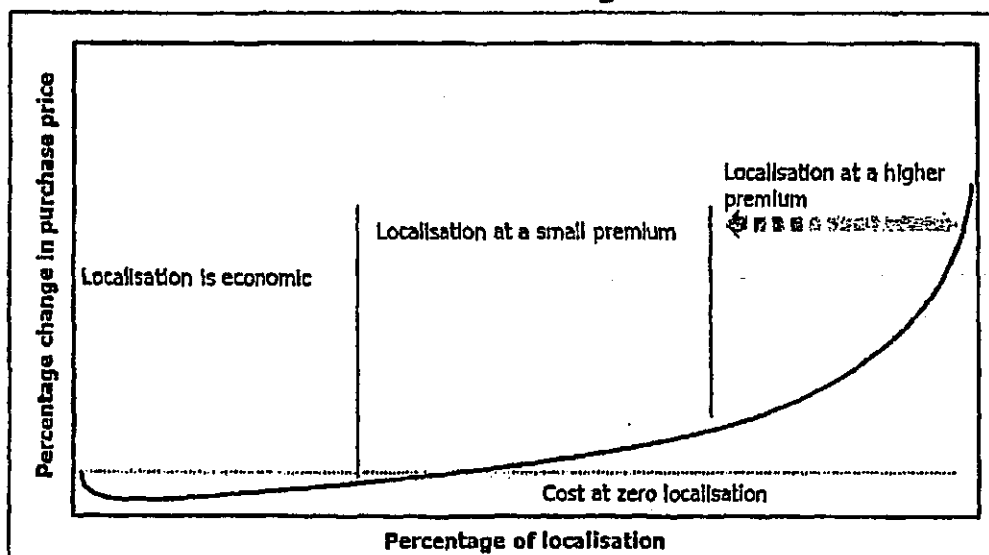 Percentage change in purchase price
Localisation at a higher
premium
Localisation at a small premium
Localisation is economic
Cost at zero localisation
Percentage of localisation